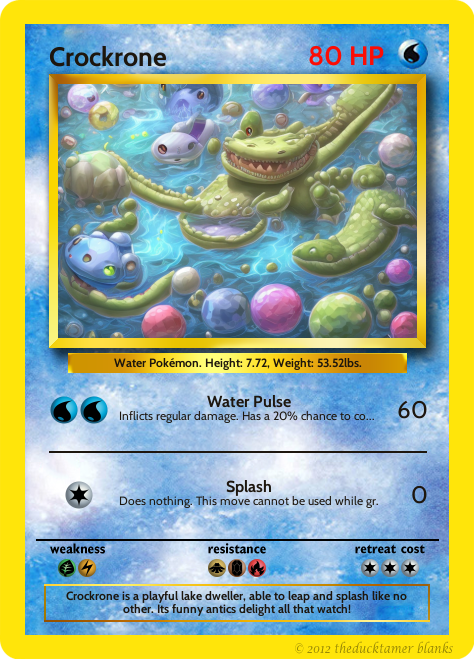 Crockrone 80 HP
Water Pokémon. Height: 7.72, Weight: 53.52lbs.
Water Pulse
Inflicts regular damage. Has a 20% chance to co... 60
Splash
Does nothing. This move cannot be used while gr. 0
weakness resistance retreat cost
Crockrone is a playful lake dweller, able to leap and splash like no
other. Its funny antics delight all that watch!
© 2012 theducktamer blanks